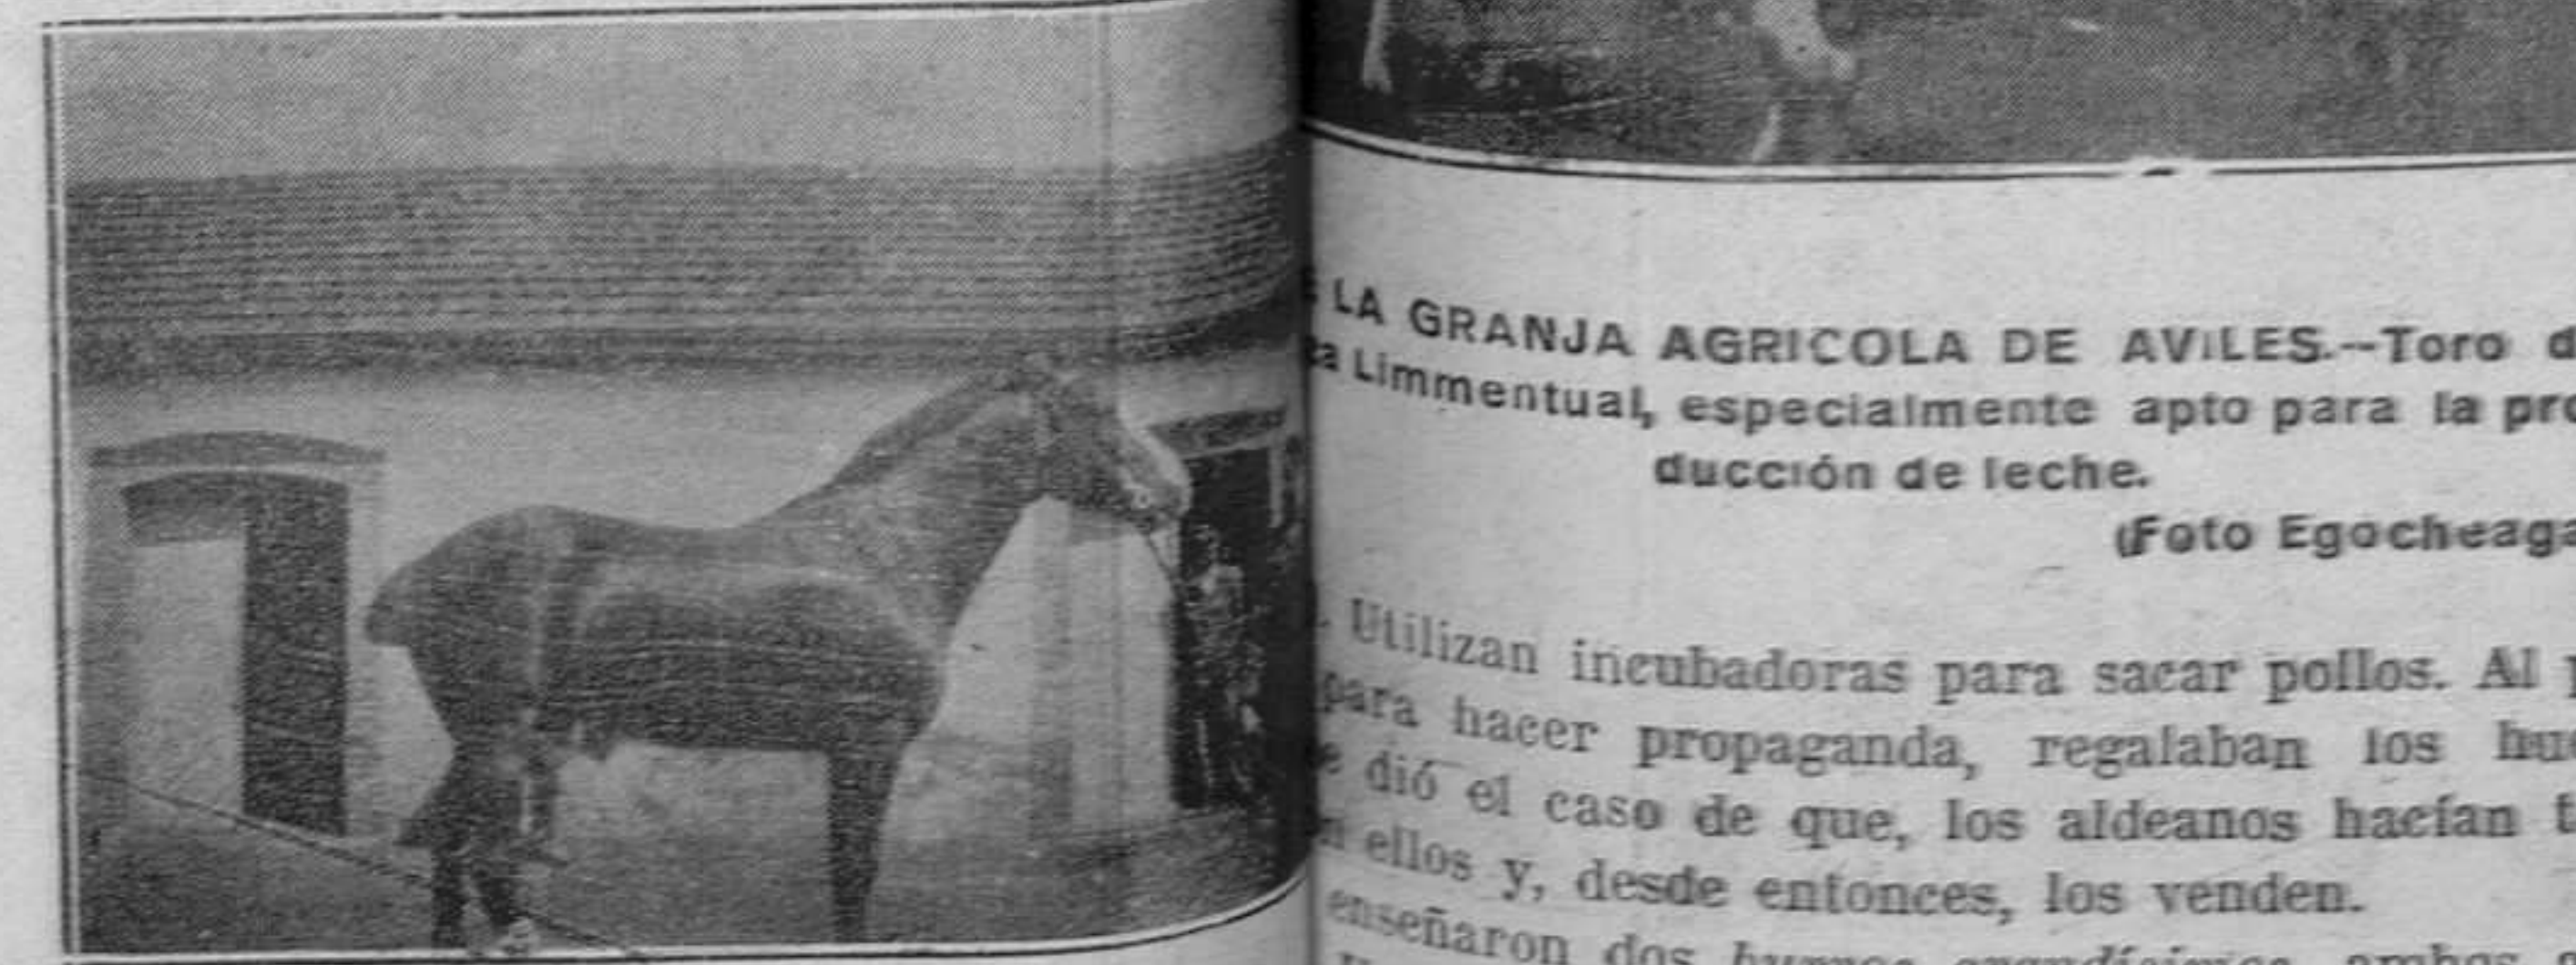 LA GRANJA AGRICOLA DE AVILES.--Toro d
Limmentual, especialmente apto para la pro
ducción de leche.
(Foto Egocheaga
Utilizan incubadoras para sacar pollos. Al
para hacer propaganda, regalaban los hu
dió el caso de que, los aldeanos hacían t
ellos y, desde entonces, los venden.
enseñaron dos